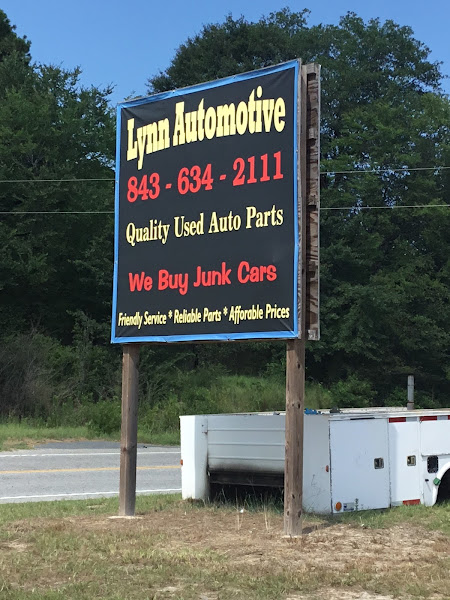 Lynn Automotive
843 - 634 - 2111
Quality Used Auto Parts
We Buy Junk Cars
Friendly Service * Reliable Parts * Afforable Prices